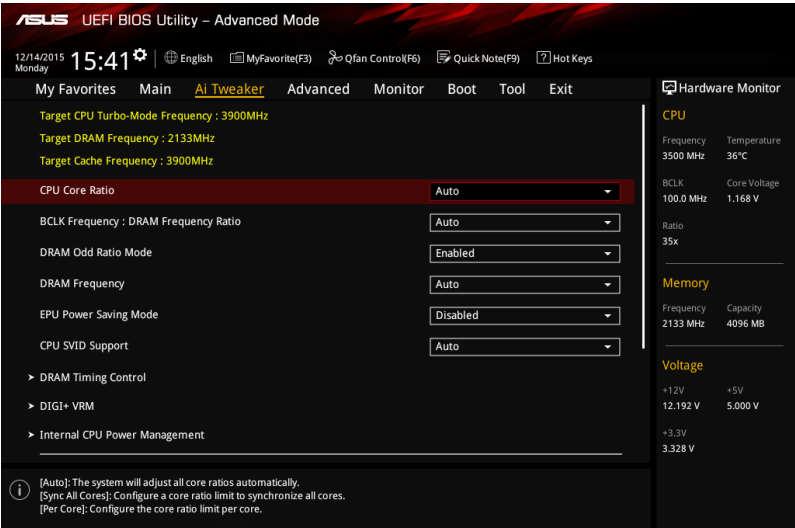 ASUS UEFI BIOS Utility – Advanced Mode
12/14/2015 Monday 15:41 English MyFavorite(F3) Qfan Control(F6) Quick Note(F9) ? Hot Keys
My Favorites Main Ai Tweaker Advanced Monitor Boot Tool Exit
Target CPU Turbo-Mode Frequency : 3900MHz
Target DRAM Frequency : 2133MHz
Target Cache Frequency : 3900MHz
CPU Core Ratio Auto
BCLK Frequency : DRAM Frequency Ratio Auto
DRAM Odd Ratio Mode Enabled
DRAM Frequency Auto
EPU Power Saving Mode Disabled
CPU SVID Support Auto
> DRAM Timing Control
> DIGI+ VRM
> Internal CPU Power Management
Hardware Monitor
CPU
Frequency Temperature
3500 MHz 36°C
BCLK Core Voltage
100.0 MHz 1.168 V
Ratio
35x
Memory
Frequency Capacity
2133 MHz 4096 MB
Voltage
+12V +5V
12.192 V 5.000 V
+3.3V
3.328 V
i
[Auto]: The system will adjust all core ratios automatically.
[Sync All Cores]: Configure a core ratio limit to synchronize all cores.
[Per Core]: Configure the core ratio limit per core.